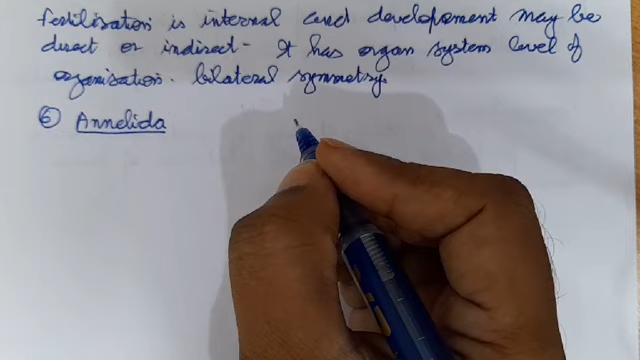 fertilisation is internal and development may be
direct or indirect- It has organ system level of
organisation. bilateral symmetry.
⑥ Annelida